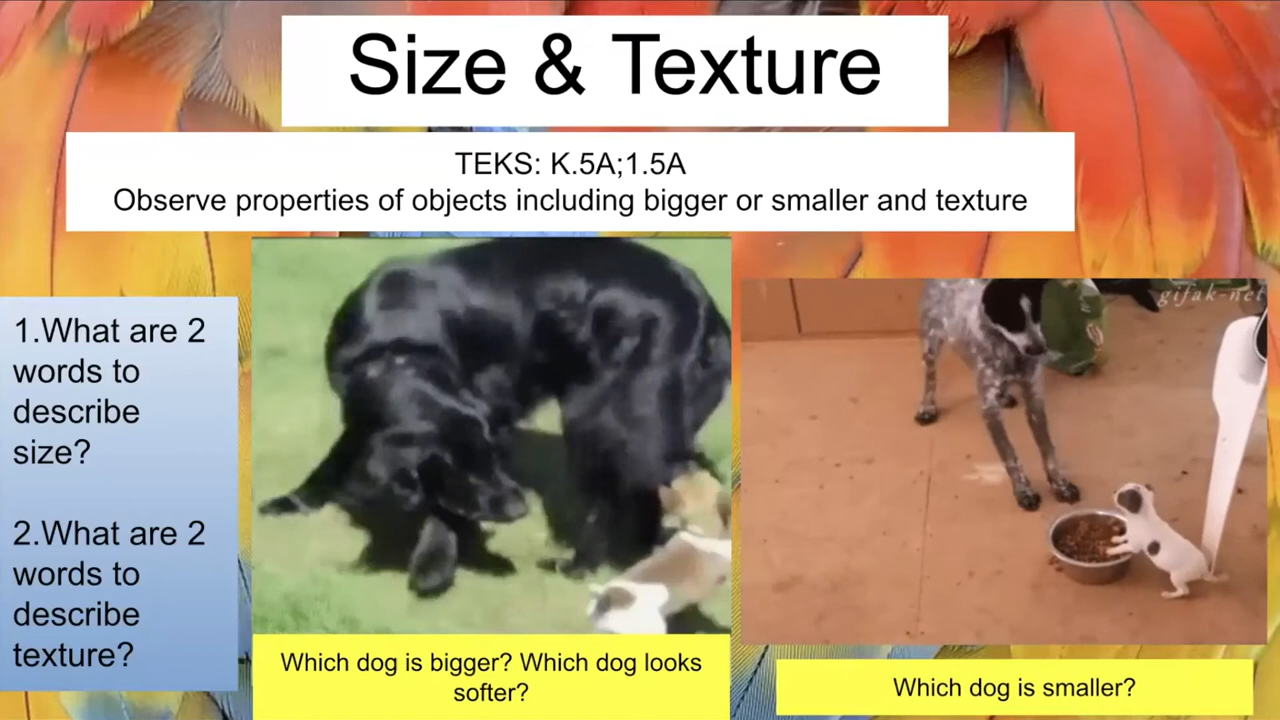 Size & Texture
TEKS: K.5A;1.5A
Observe properties of objects including bigger or smaller and texture
1.What are 2
words to
describe
size?
2.What are 2
words to
describe
texture?
Which dog is bigger? Which dog looks
softer?
gifak-net
Which dog is smaller?